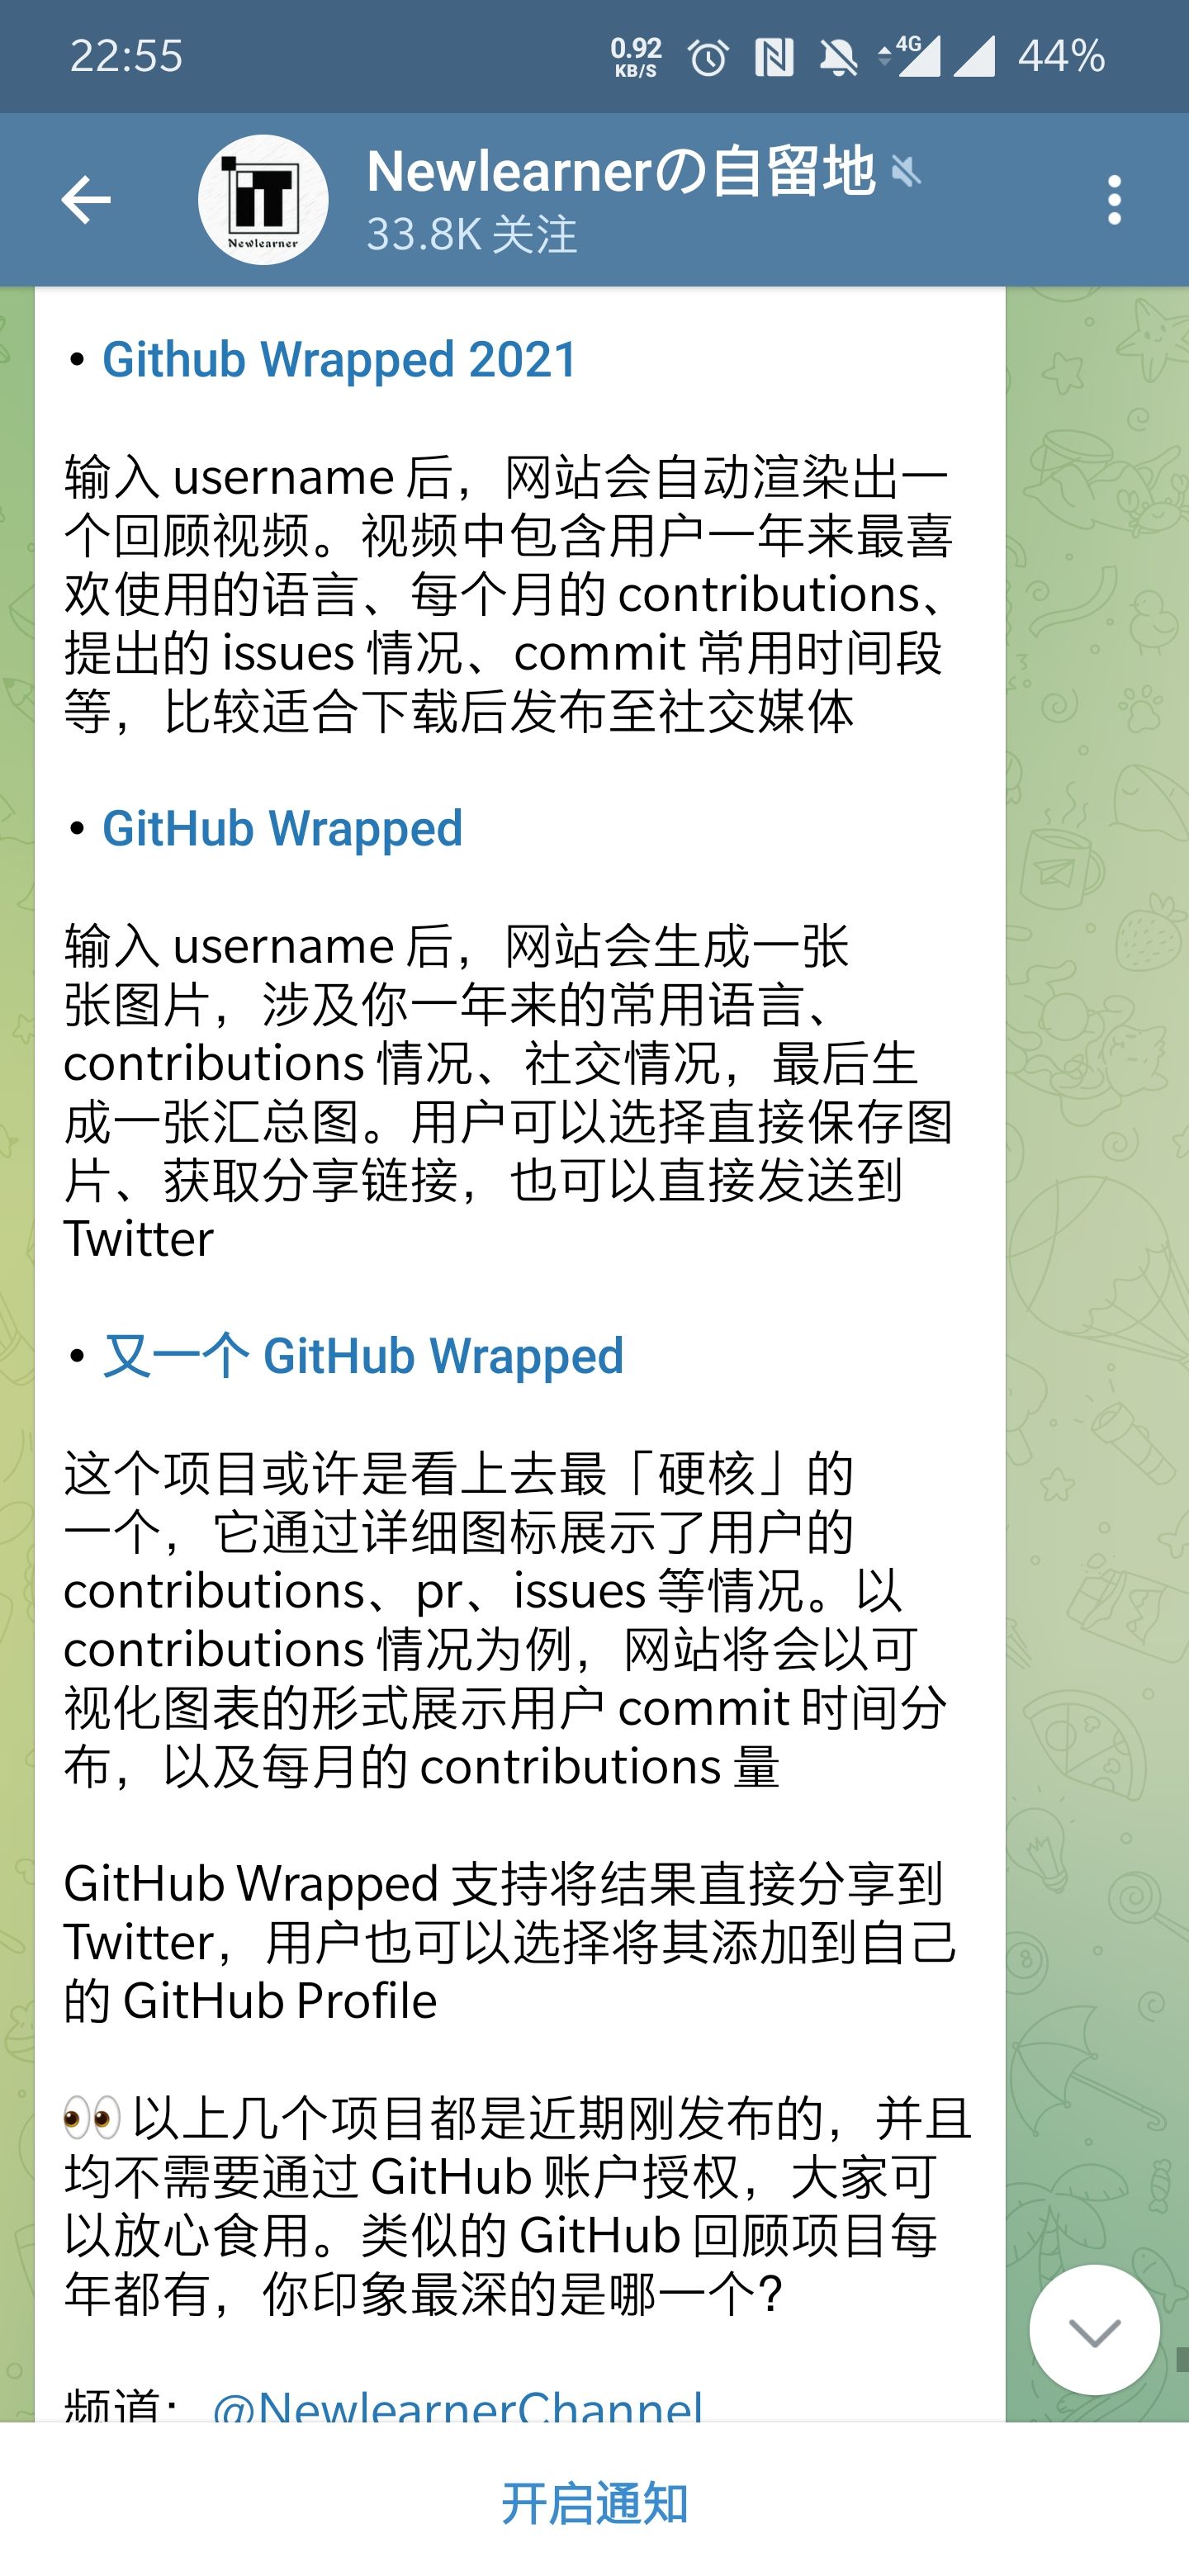 22:55
0.92 KB/S 4G 44%
Newlearner
Newlearnerの自留地
33.8K 关注
• Github Wrapped 2021
输入 username 后，网站会自动渲染出一
个回顾视频。视频中包含用户一年来最喜
欢使用的语言、每个月的 contributions、
提出的 issues 情况、commit 常用时间段
等，比较适合下载后发布至社交媒体
• GitHub Wrapped
输入 username 后，网站会生成一张
张图片，涉及你一年来的常用语言、
contributions 情况、社交情况，最后生
成一张汇总图。用户可以选择直接保存图
片、获取分享链接，也可以直接发送到
Twitter
• 又一个 GitHub Wrapped
这个项目或许是看上去最「硬核」的
一个，它通过详细图标展示了用户的
contributions、pr、issues 等情况。以
contributions 情况为例，网站将会以可
视化图表的形式展示用户 commit 时间分
布，以及每月的 contributions 量
GitHub Wrapped 支持将结果直接分享到
Twitter，用户也可以选择将其添加到自己
的 GitHub Profile
👀 以上几个项目都是近期刚发布的，并且
均不需要通过 GitHub 账户授权，大家可
以放心食用。类似的 GitHub 回顾项目每
年都有，你印象最深的是哪一个？
频道：@NewlearnerChannel
开启通知